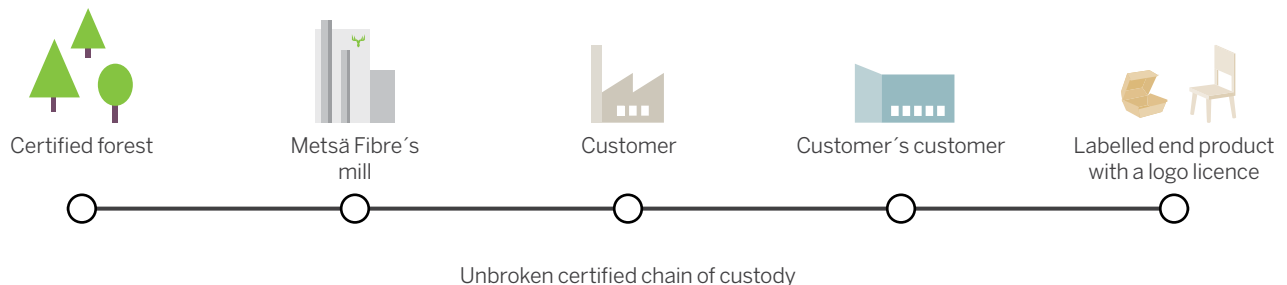 Certified forest
Metsä Fibre´s
mill
Customer
Customer´s customer
Labelled end product
with a logo licence
Unbroken certified chain of custody